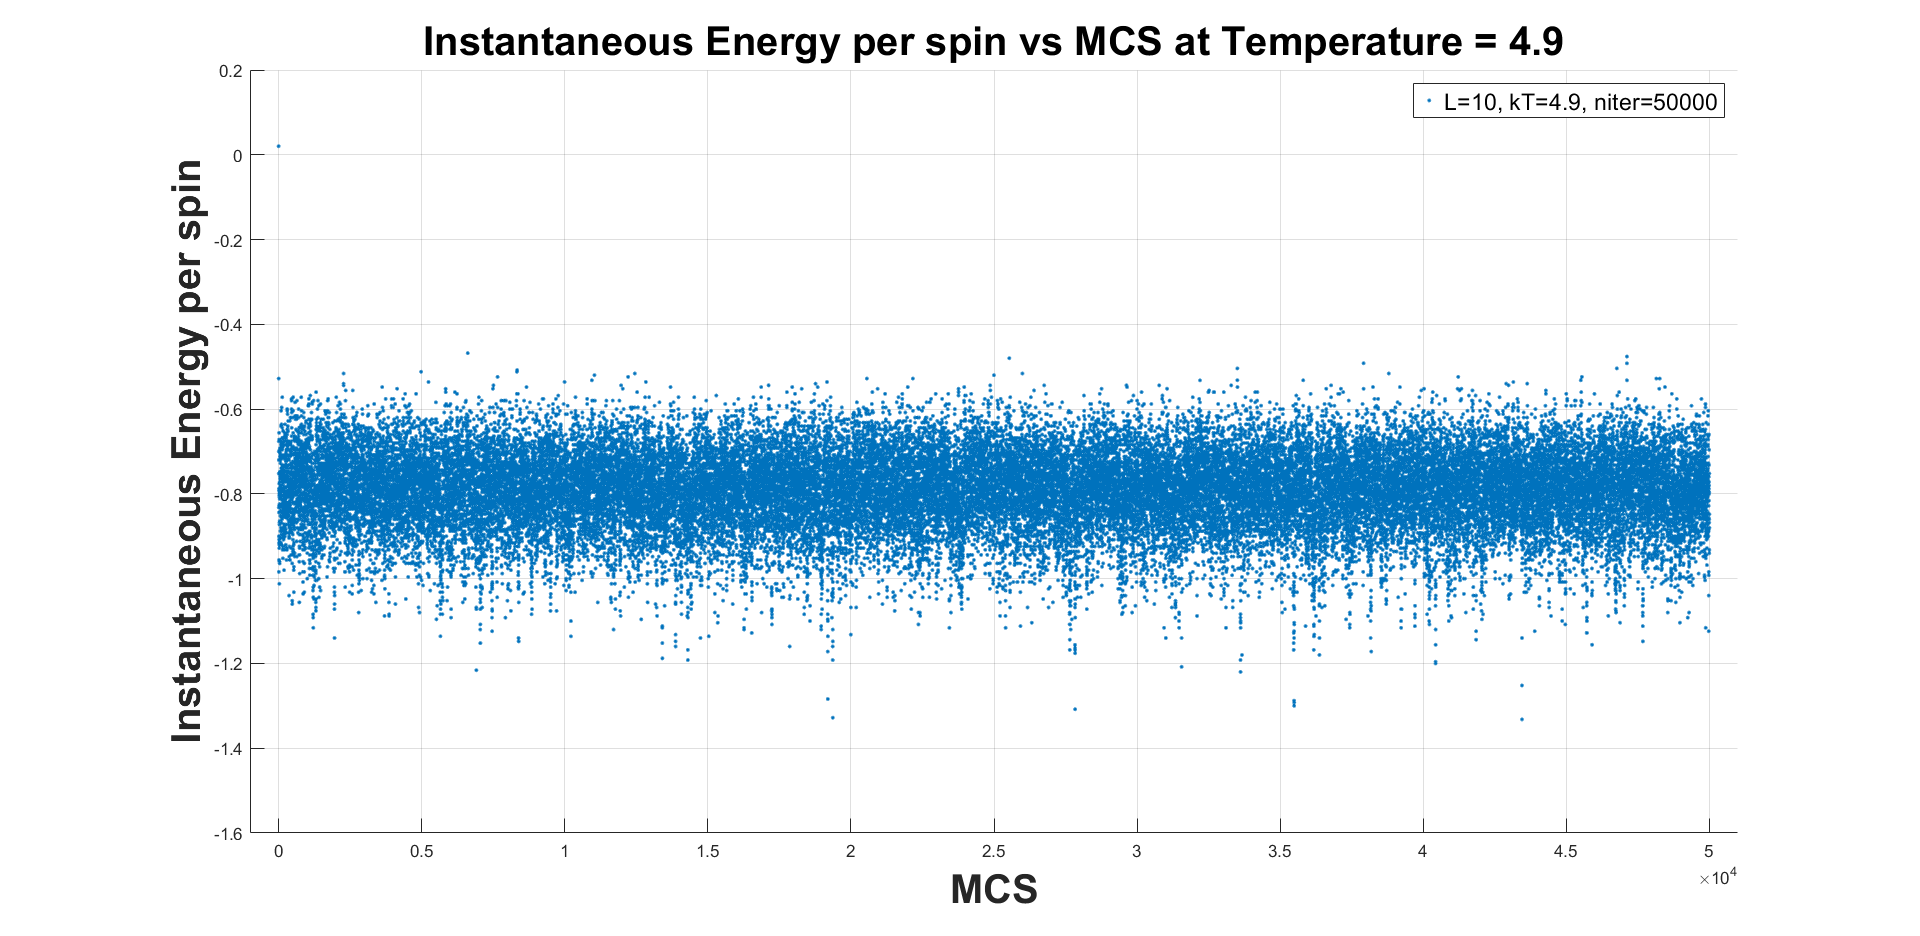 Instantaneous Energy per spin vs MCS at Temperature = 4.9
L=10, kT=4.9, niter=50000
Instantaneous Energy per spin
0.2
0
-0.2
-0.4
-0.6
-0.8
-1
-1.2
-1.4
-1.6
0 0.5 1 1.5 2 2.5 3 3.5 4 4.5 5
×10⁴
MCS